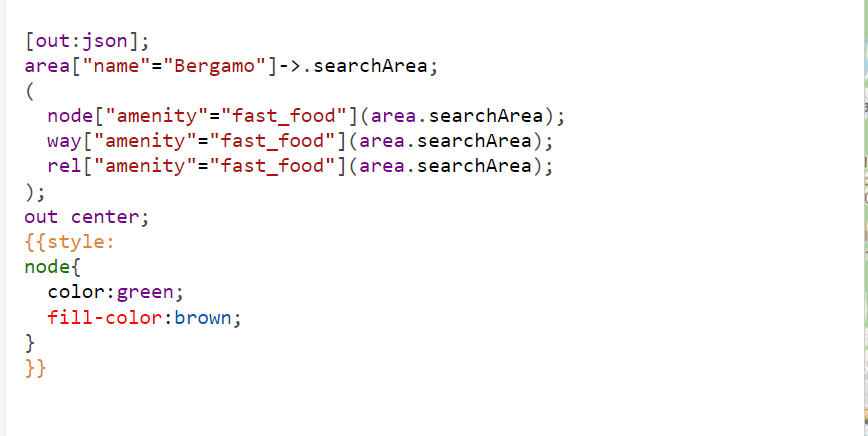 [out:json];
area["name"="Bergamo"]->.searchArea;
(
  node["amenity"="fast_food"](area.searchArea);
  way["amenity"="fast_food"](area.searchArea);
  rel["amenity"="fast_food"](area.searchArea);
);
out center;
{{style:
node{
  color:green;
  fill-color:brown;
}
}}